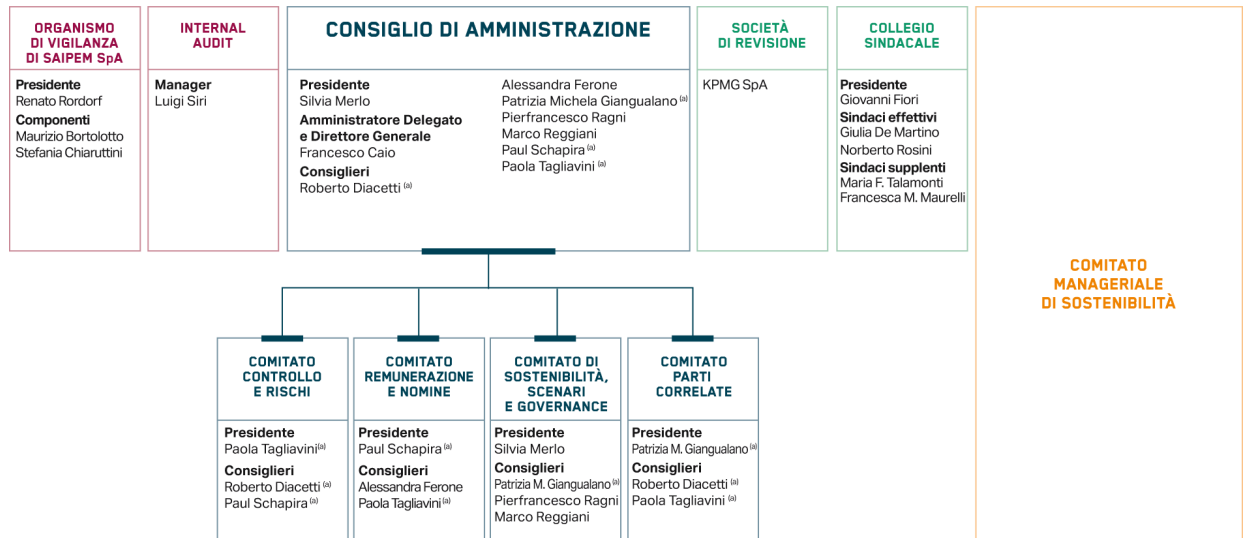 ORGANISMO
DI VIGILANZA
DI SAIPEM SpA
Presidente
Renato Rordorf
Componenti
Maurizio Bortolotto
Stefania Chiaruttini
INTERNAL
AUDIT
Manager
Luigi Siri
CONSIGLIO DI AMMINISTRAZIONE
Presidente
Silvia Merlo
Amministratore Delegato
e Direttore Generale
Francesco Caio
Consiglieri
Roberto Diacetti (a)
Alessandra Ferone
Patrizia Michela Giangualano (a)
Pierfrancesco Ragni
Marco Reggiani
Paul Schapira (a)
Paola Tagliavini (a)
SOCIETÀ
DI REVISIONE
KPMG SpA
COLLEGIO
SINDACALE
Presidente
Giovanni Fiori
Sindaci effettivi
Giulia De Martino
Norberto Rosini
Sindaci supplenti
Maria F. Talamonti
Francesca M. Maurelli
COMITATO
MANAGERIALE
DI SOSTENIBILITÀ
COMITATO
CONTROLLO
E RISCHI
Presidente
Paola Tagliavini(a)
Consiglieri
Roberto Diacetti (a)
Paul Schapira (a)
COMITATO
REMUNERAZIONE
E NOMINE
Presidente
Paul Schapira (a)
Consiglieri
Alessandra Ferone
Paola Tagliavini (a)
COMITATO DI
SOSTENIBILITÀ,
SCENARI
E GOVERNANCE
Presidente
Silvia Merlo
Consiglieri
Patrizia M. Giangualano (a)
Pierfrancesco Ragni
Marco Reggiani
COMITATO
PARTI
CORRELATE
Presidente
Patrizia M. Giangualano (a)
Consiglieri
Roberto Diacetti (a)
Paola Tagliavini (a)